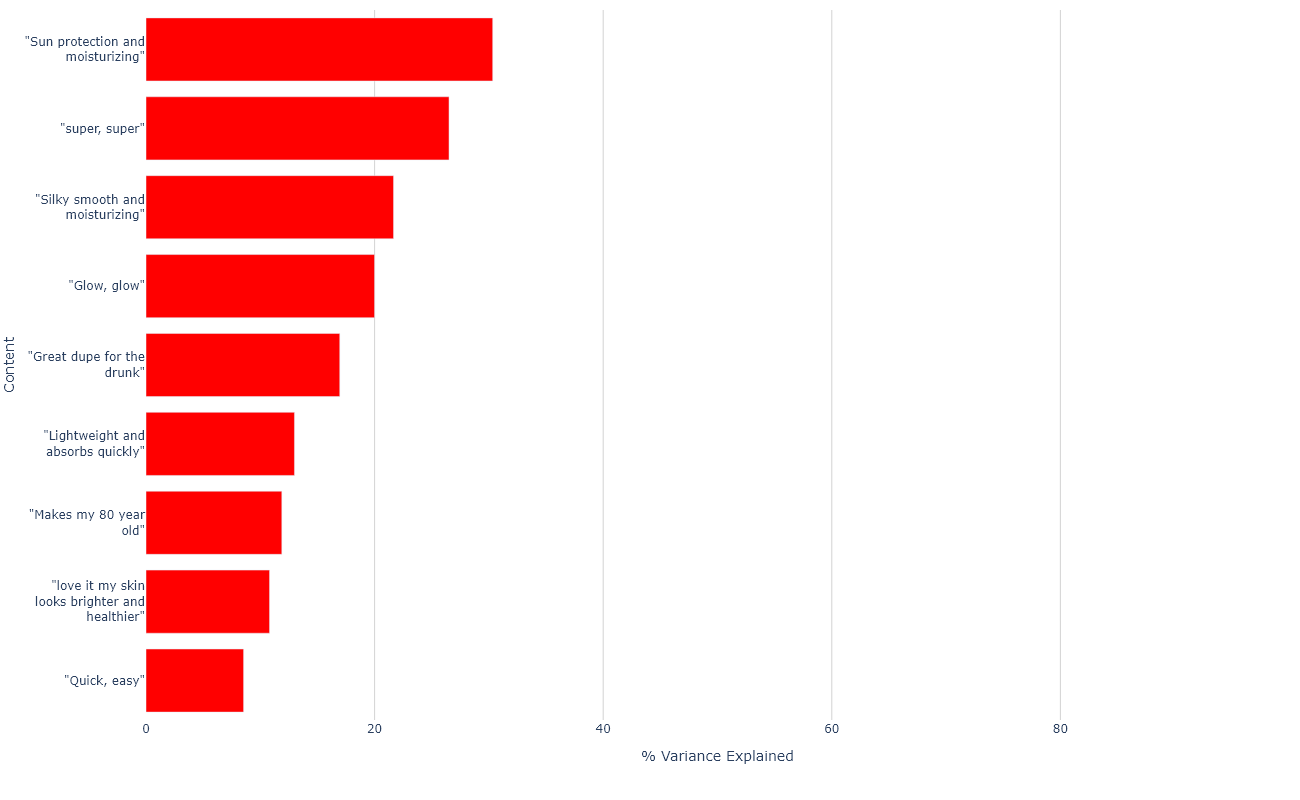 "Sun protection and
moisturizing"
"super, super"
"Silky smooth and
moisturizing"
"Glow, glow"
"Great dupe for the
drunk"
"Lightweight and
absorbs quickly"
"Makes my 80 year
old"
"love it my skin
looks brighter and
healthier"
"Quick, easy"
Content
0 20 40 60 80
% Variance Explained